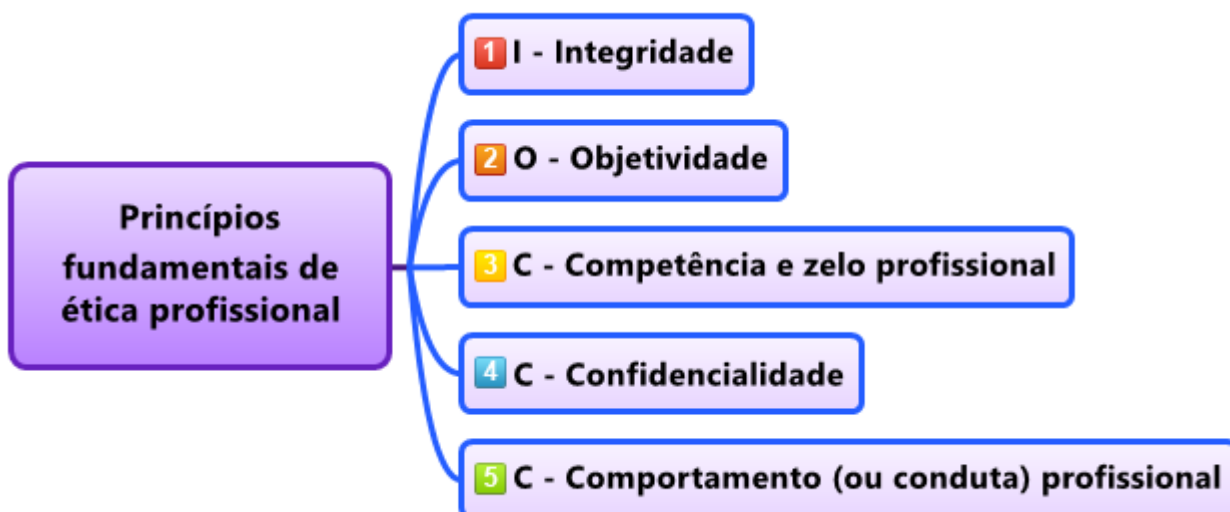 1 I - Integridade
2 O - Objetividade
Princípios
fundamentais de
ética profissional
3 C - Competência e zelo profissional
4 C - Confidencialidade
5 C - Comportamento (ou conduta) profissional